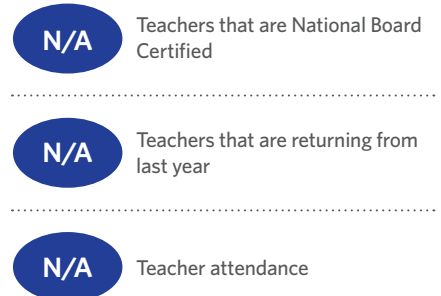 N/A
Teachers that are National Board
Certified
N/A
Teachers that are returning from
last year
N/A
Teacher attendance